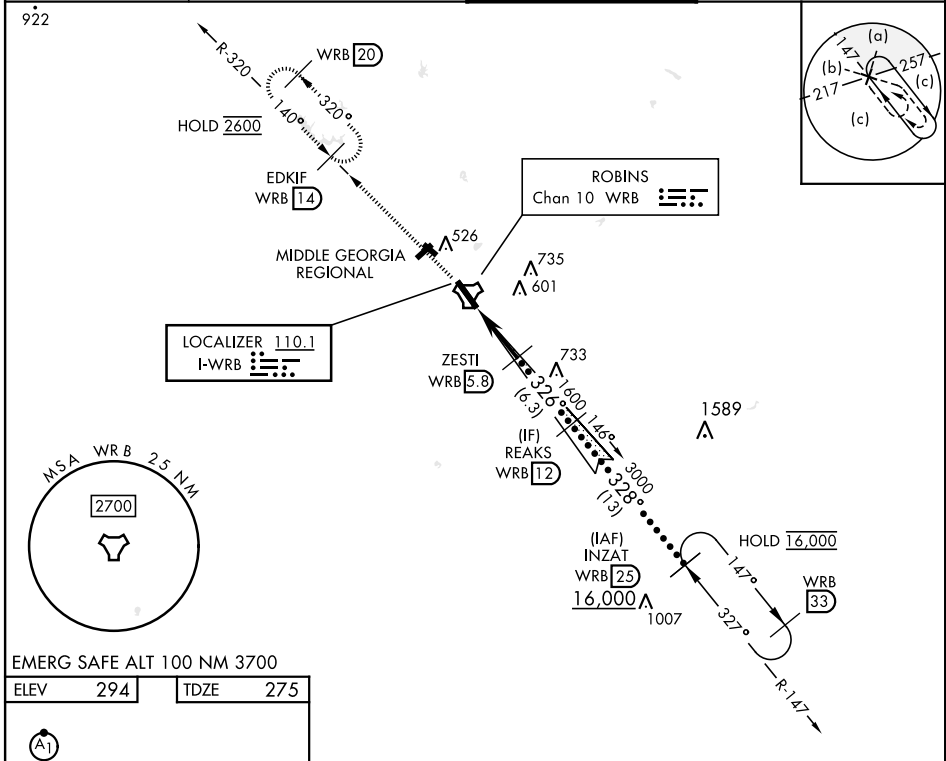 922
R-320
WRB 20
320°
140°
HOLD 2600
EDKIF
WRB 14
ROBINS
Chan 10 WRB
MIDDLE GEORGIA
REGIONAL
526
735
601
LOCALIZER 110.1
I-WRB
ZESTI
WRB 5.8
733
326°
(6.3)
1600
146°
(IF)
REAKS
WRB 12
3000
328°
(13)
1589
(IAF)
INZAT
WRB 25
16,000
1007
HOLD 16,000
147°
327°
WRB
33
R-147
MSA WRB 25 NM
2700
EMERG SAFE ALT 100 NM 3700
ELEV 294
TDZE 275
A1
147
(a)
257
(b)
(c)
217
(c)